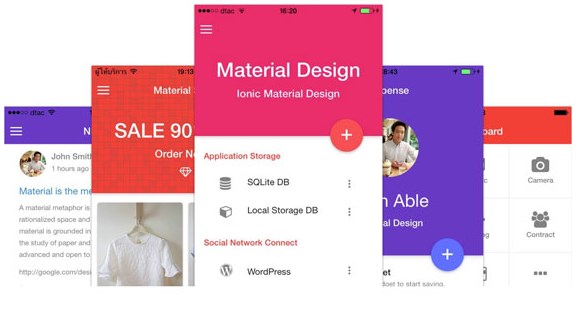 dtac 16:20
Material Design
Ionic Material Design
Application Storage
SQLite DB
Local Storage DB
Social Network Connect
WordPress
ผู้ให้บริการ 19:13
Material
SALE 90
Order No
:43
pense
n Able
ial Design
et
dget to start saving.
dtac
N
John Smith
1 hours ago
Material is the me
A material metaphor is
rationalized space and
material is grounded in
the study of paper and
advanced and open to
http://google.com/desi
board
Camera
Contract